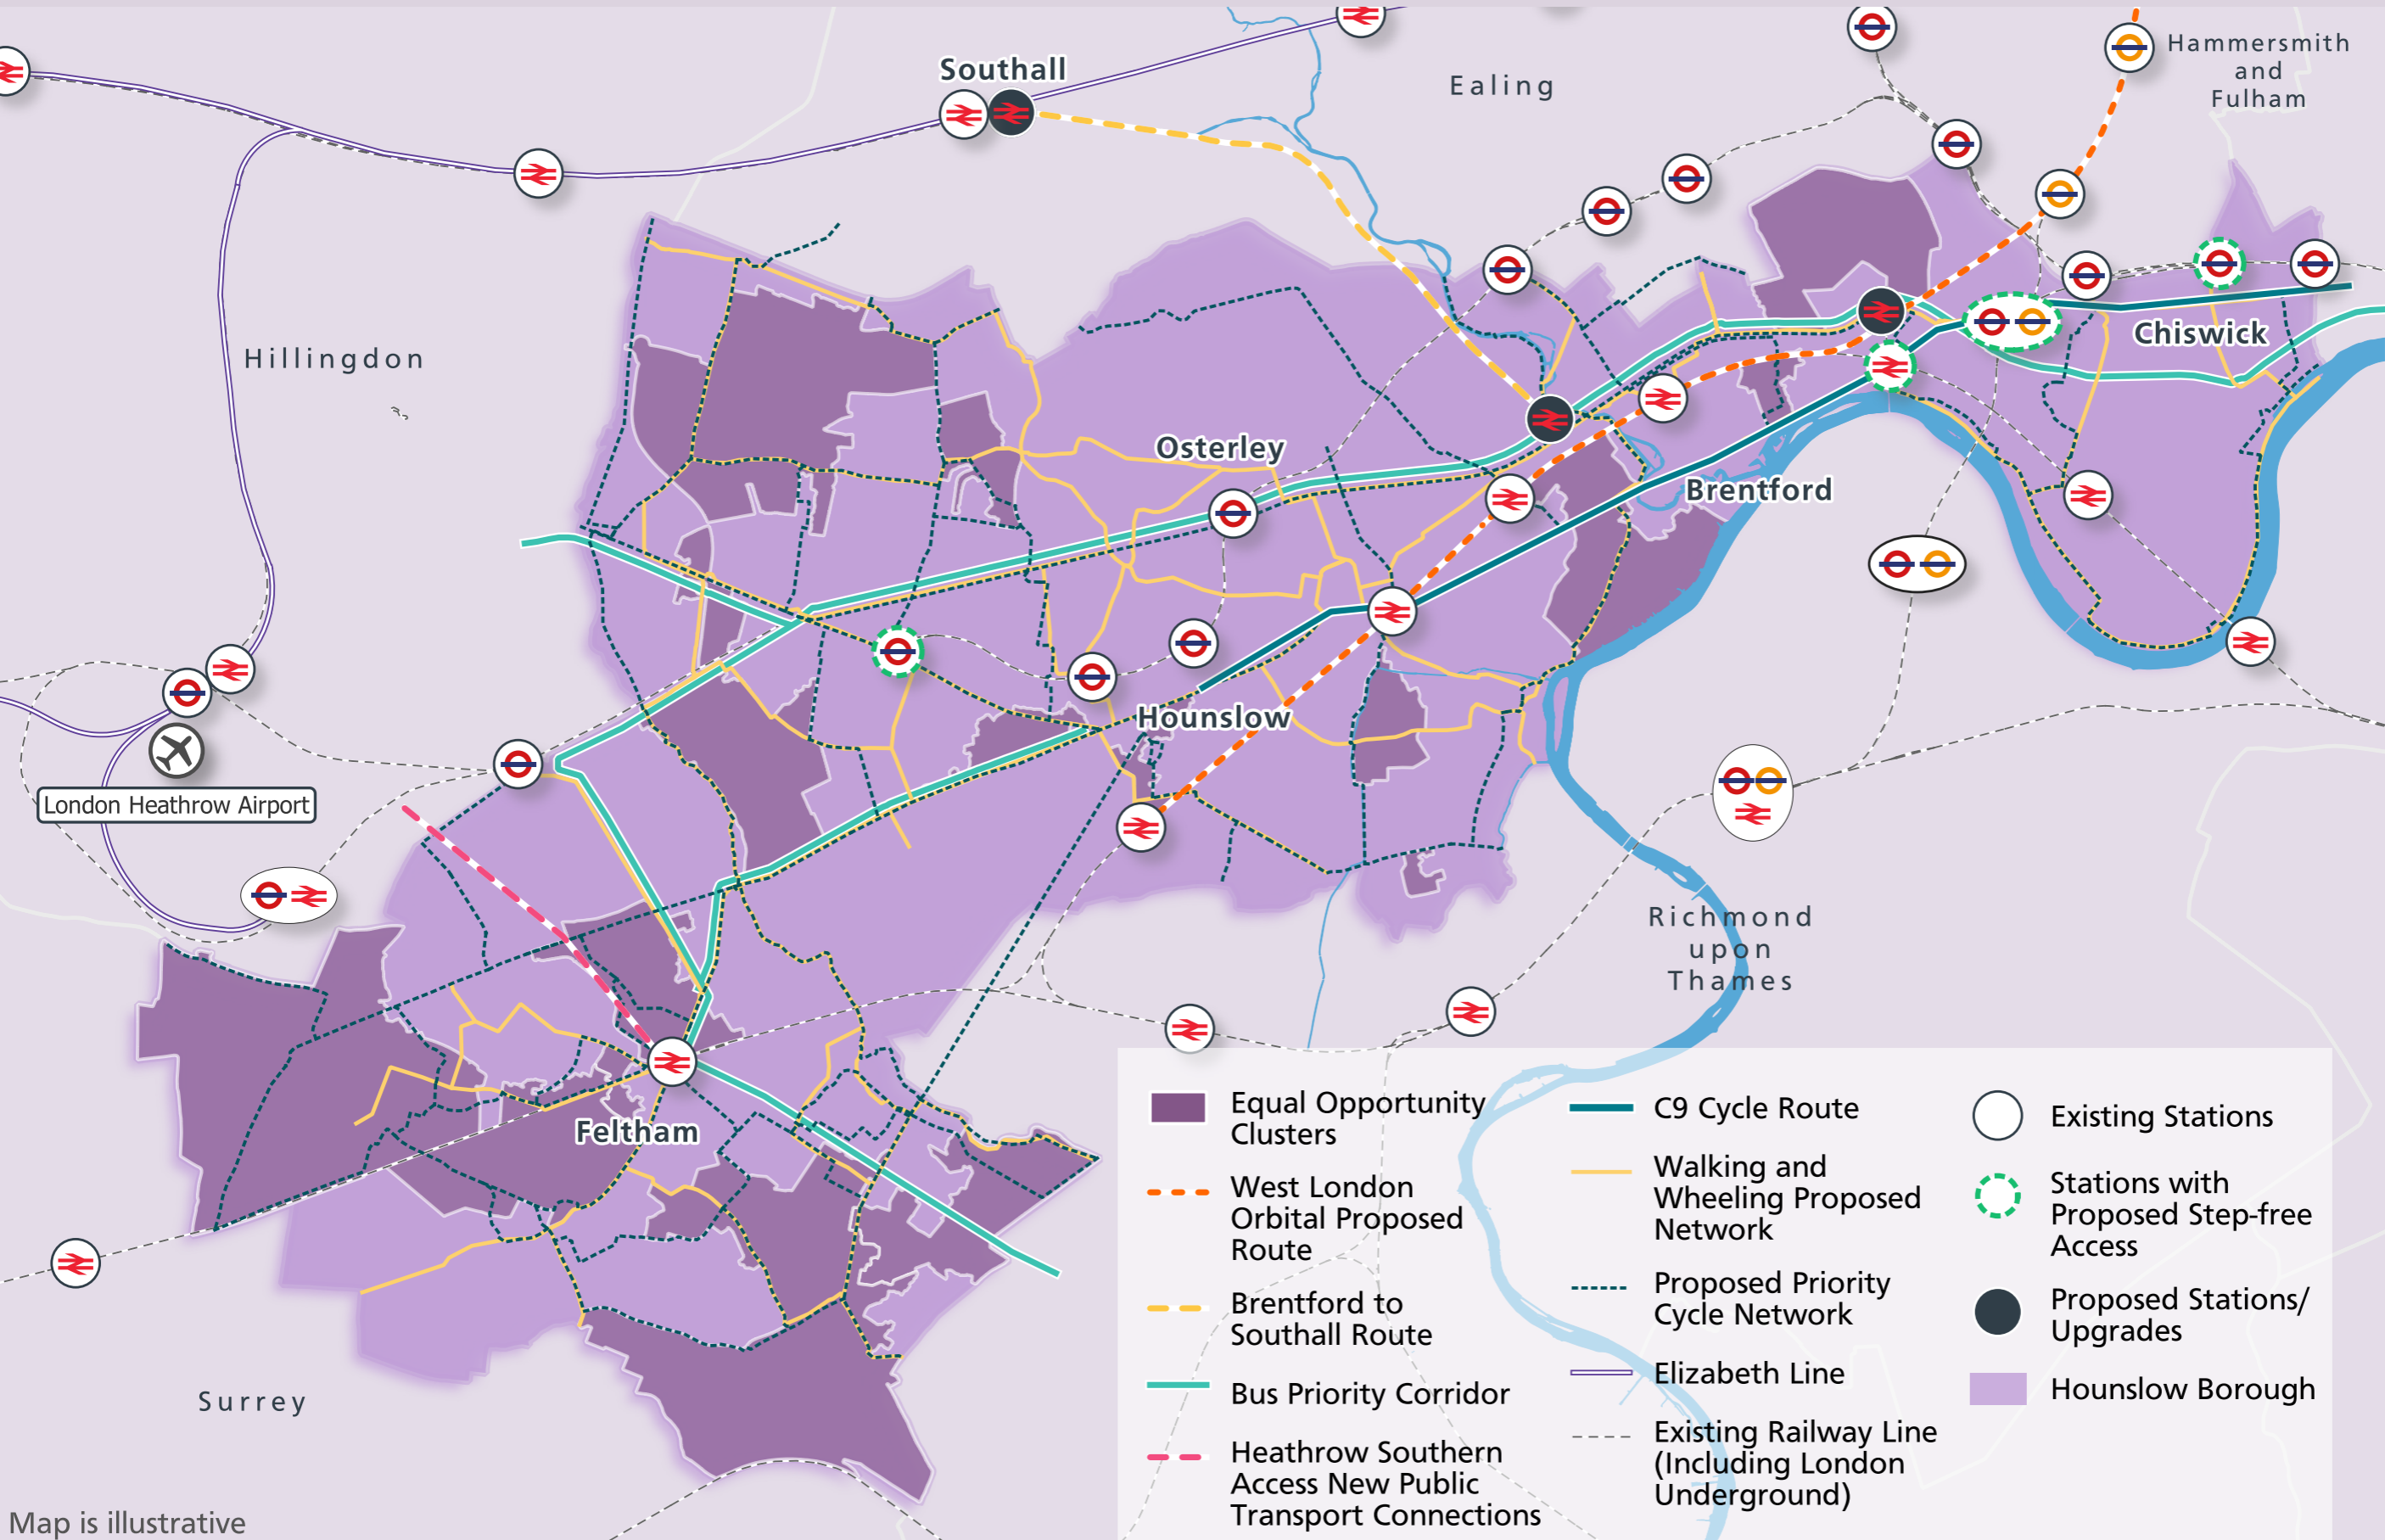 Hammersmith
and
Fulham
Southall
Ealing
Hillingdon
Chiswick
Osterley
Brentford
Hounslow
London Heathrow Airport
Richmond
upon
Thames
Feltham
Surrey
Equal Opportunity
Clusters
West London
Orbital Proposed
Route
Brentford to
Southall Route
Bus Priority Corridor
Heathrow Southern
Access New Public
Transport Connections
C9 Cycle Route
Walking and
Wheeling Proposed
Network
Proposed Priority
Cycle Network
Elizabeth Line
Existing Railway Line
(Including London
Underground)
Existing Stations
Stations with
Proposed Step-free
Access
Proposed Stations/
Upgrades
Hounslow Borough
Map is illustrative